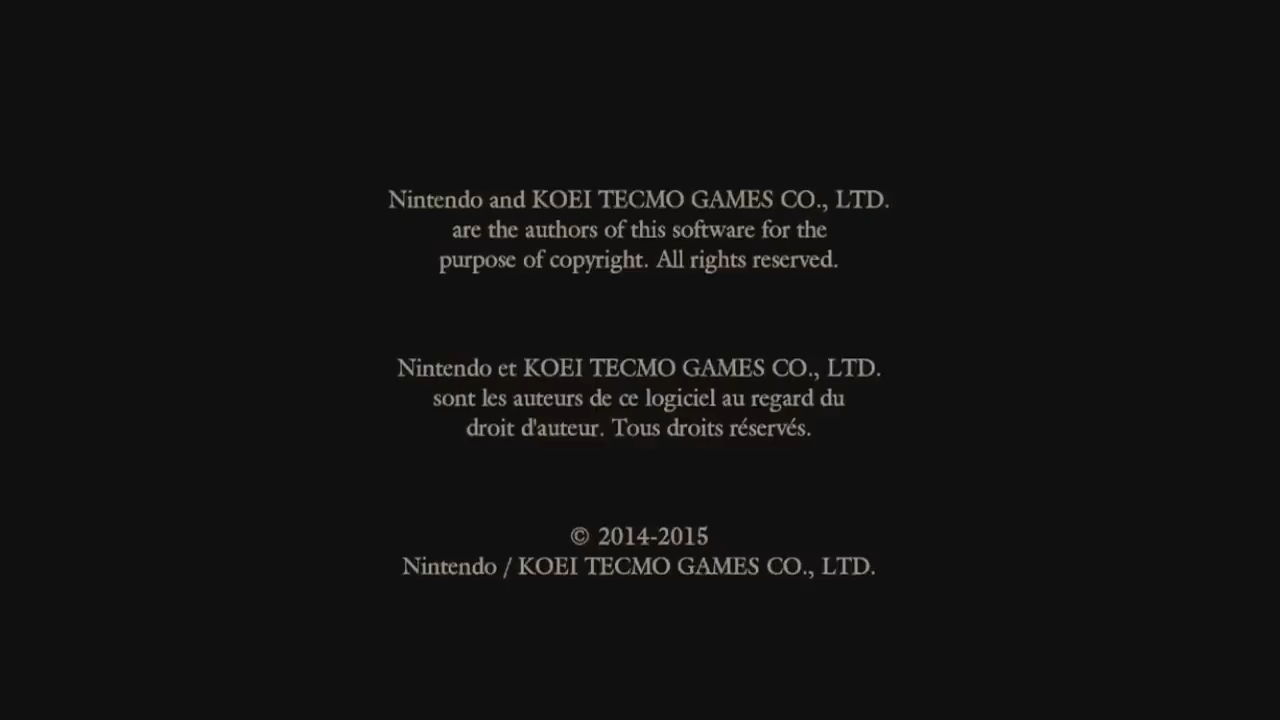 Nintendo and KOEI TECMO GAMES CO., LTD.
are the authors of this software for the
purpose of copyright. All rights reserved.
Nintendo et KOEI TECMO GAMES CO., LTD.
sont les auteurs de ce logiciel au regard du
droit d'auteur. Tous droits réservés.
© 2014-2015
Nintendo / KOEI TECMO GAMES CO., LTD.